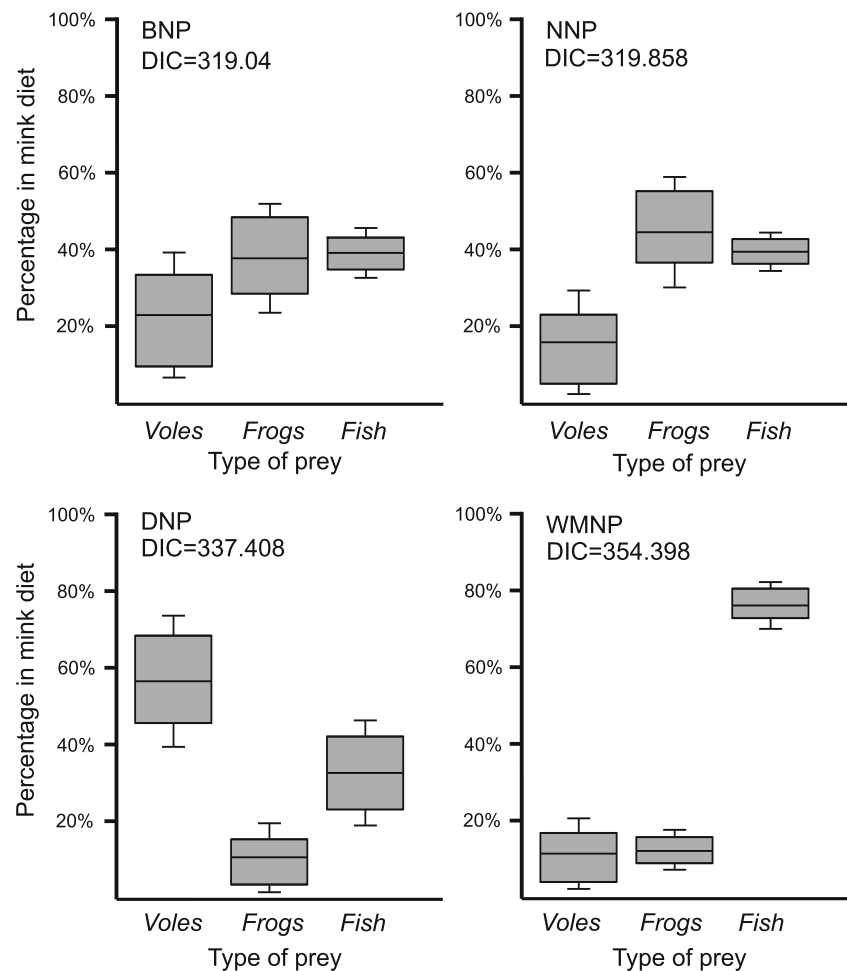 BNP
DIC=319.04
Percentage in mink diet
100%
80%
60%
40%
20%
Voles Frogs Fish
Type of prey
NNP
DIC=319.858
100%
80%
60%
40%
20%
Voles Frogs Fish
Type of prey
DNP
DIC=337.408
Percentage in mink diet
100%
80%
60%
40%
20%
Voles Frogs Fish
Type of prey
WMNP
DIC=354.398
100%
80%
60%
40%
20%
Voles Frogs Fish
Type of prey